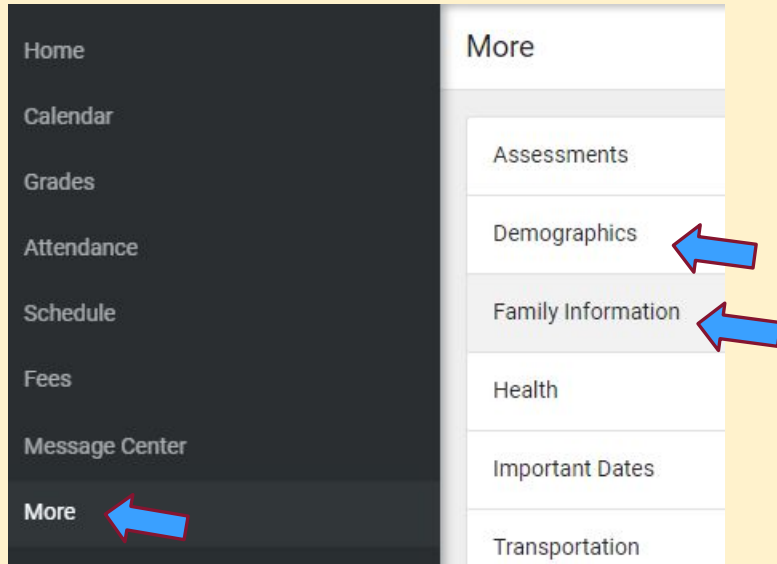 Home
Calendar
Grades
Attendance
Schedule
Fees
Message Center
More
More
Assessments
Demographics
Family Information
Health
Important Dates
Transportation